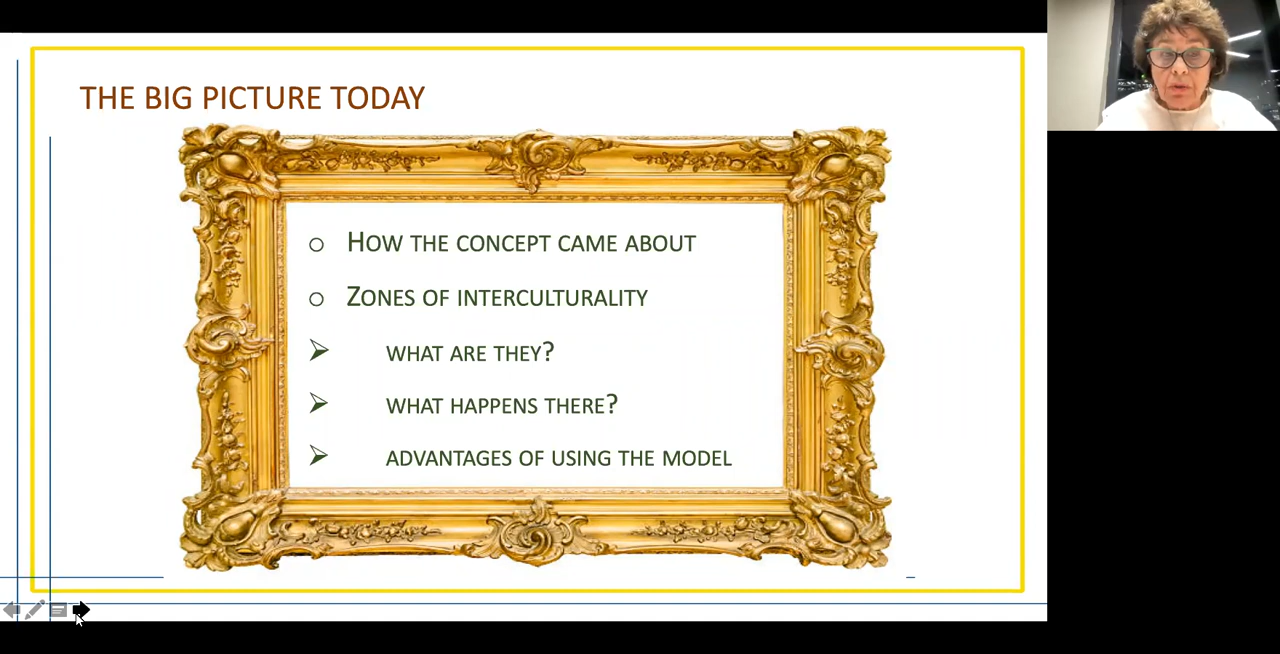 THE BIG PICTURE TODAY
HOW THE CONCEPT CAME ABOUT
ZONES OF INTERCULTURALITY
WHAT ARE THEY?
WHAT HAPPENS THERE?
ADVANTAGES OF USING THE MODEL